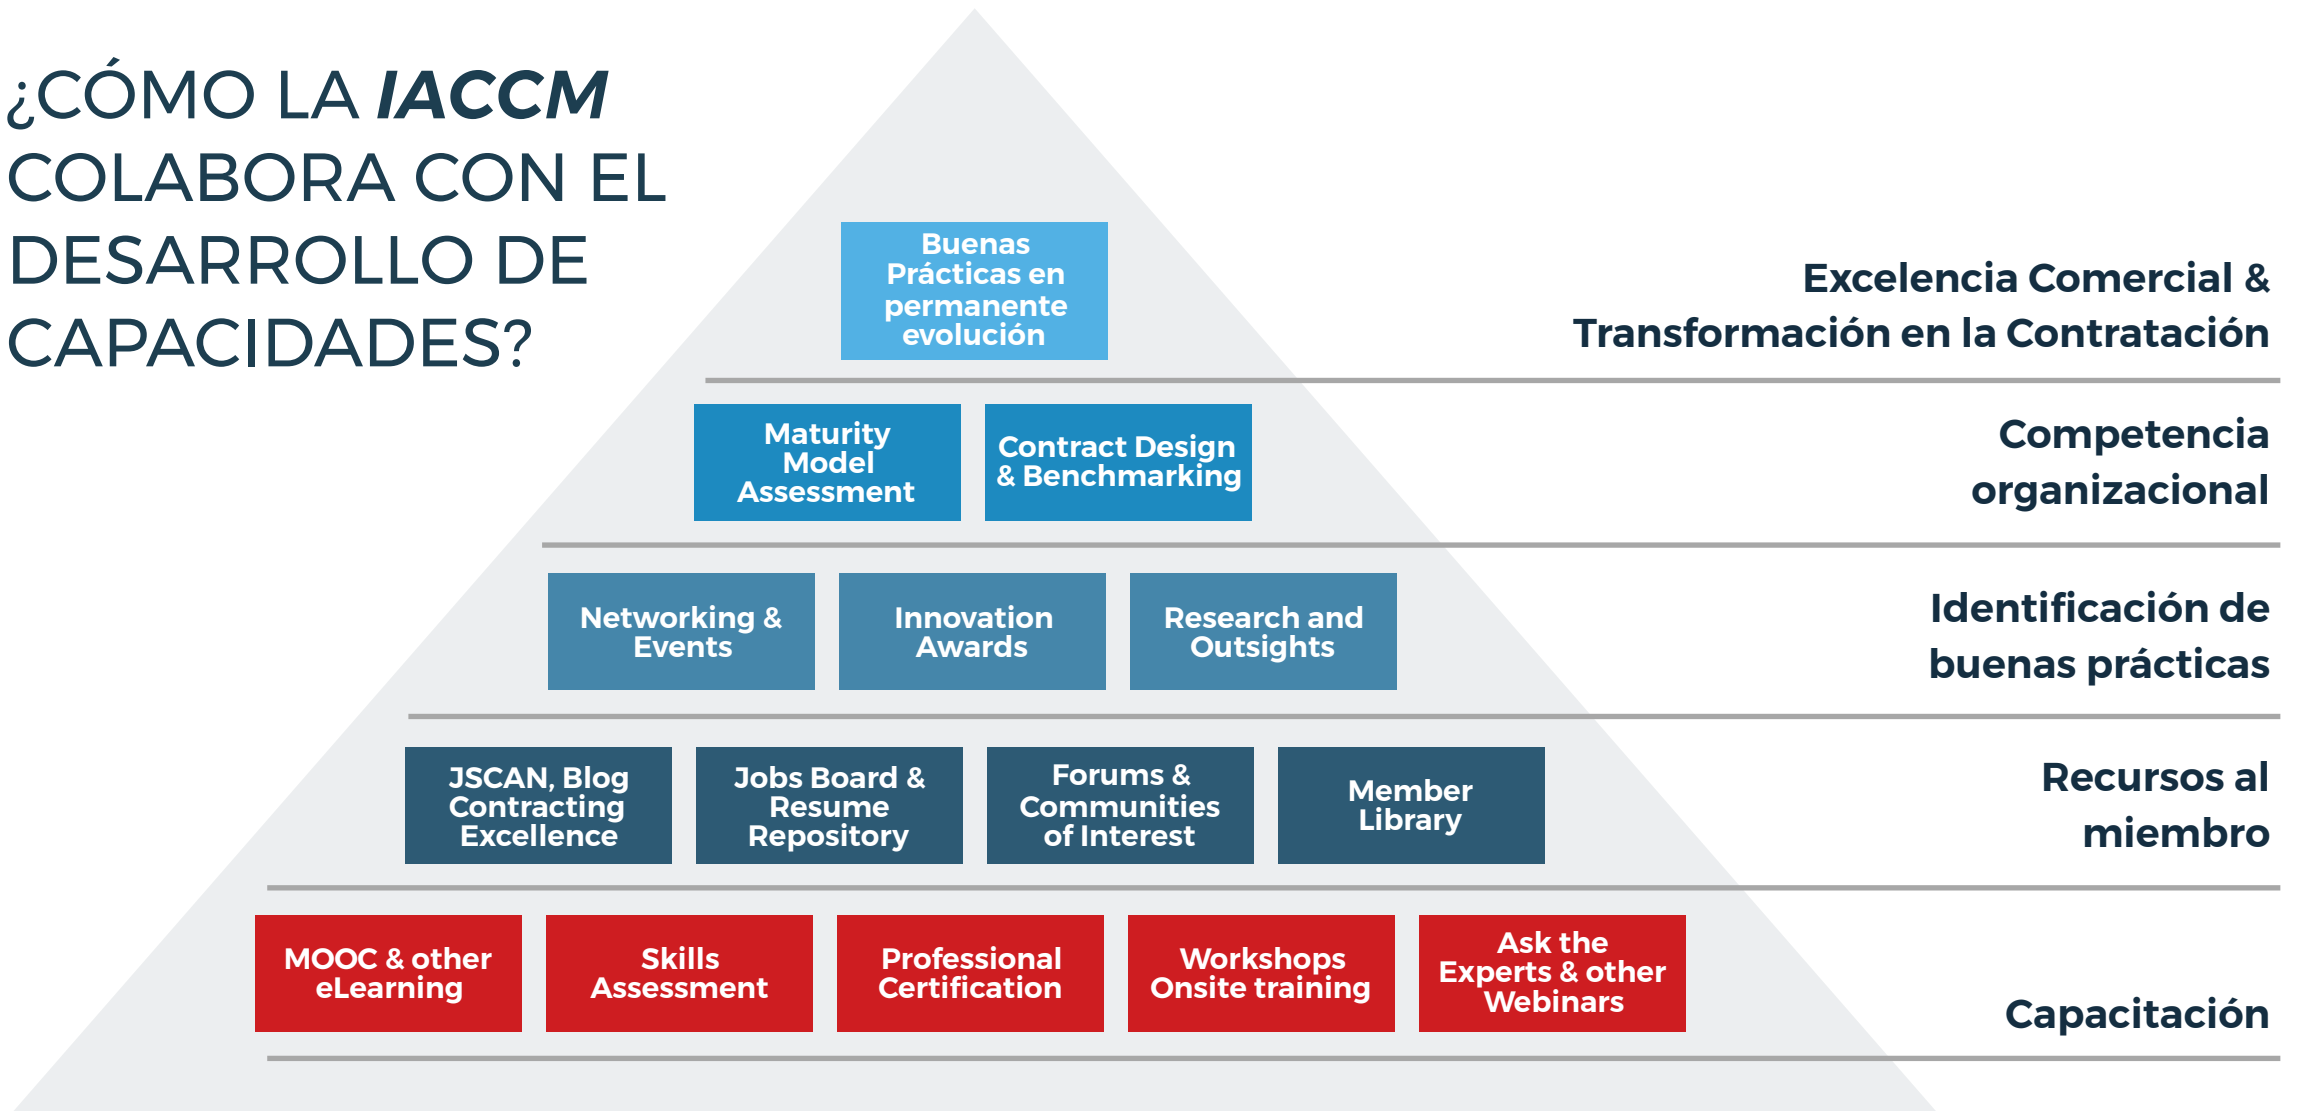 ¿CÓMO LA IACCM
COLABORA CON EL
DESARROLLO DE
CAPACIDADES?
Buenas
Prácticas en
permanente
evolución
Excelencia Comercial &
Transformación en la Contratación
Maturity
Model
Assessment
Contract Design
& Benchmarking
Competencia
organizacional
Networking &
Events
Innovation
Awards
Research and
Outsights
Identificación de
buenas prácticas
JSCAN, Blog
Contracting
Excellence
Jobs Board &
Resume
Repository
Forums &
Communities
of Interest
Member
Library
Recursos al
miembro
MOOC & other
eLearning
Skills
Assessment
Professional
Certification
Workshops
Onsite training
Ask the
Experts & other
Webinars
Capacitación